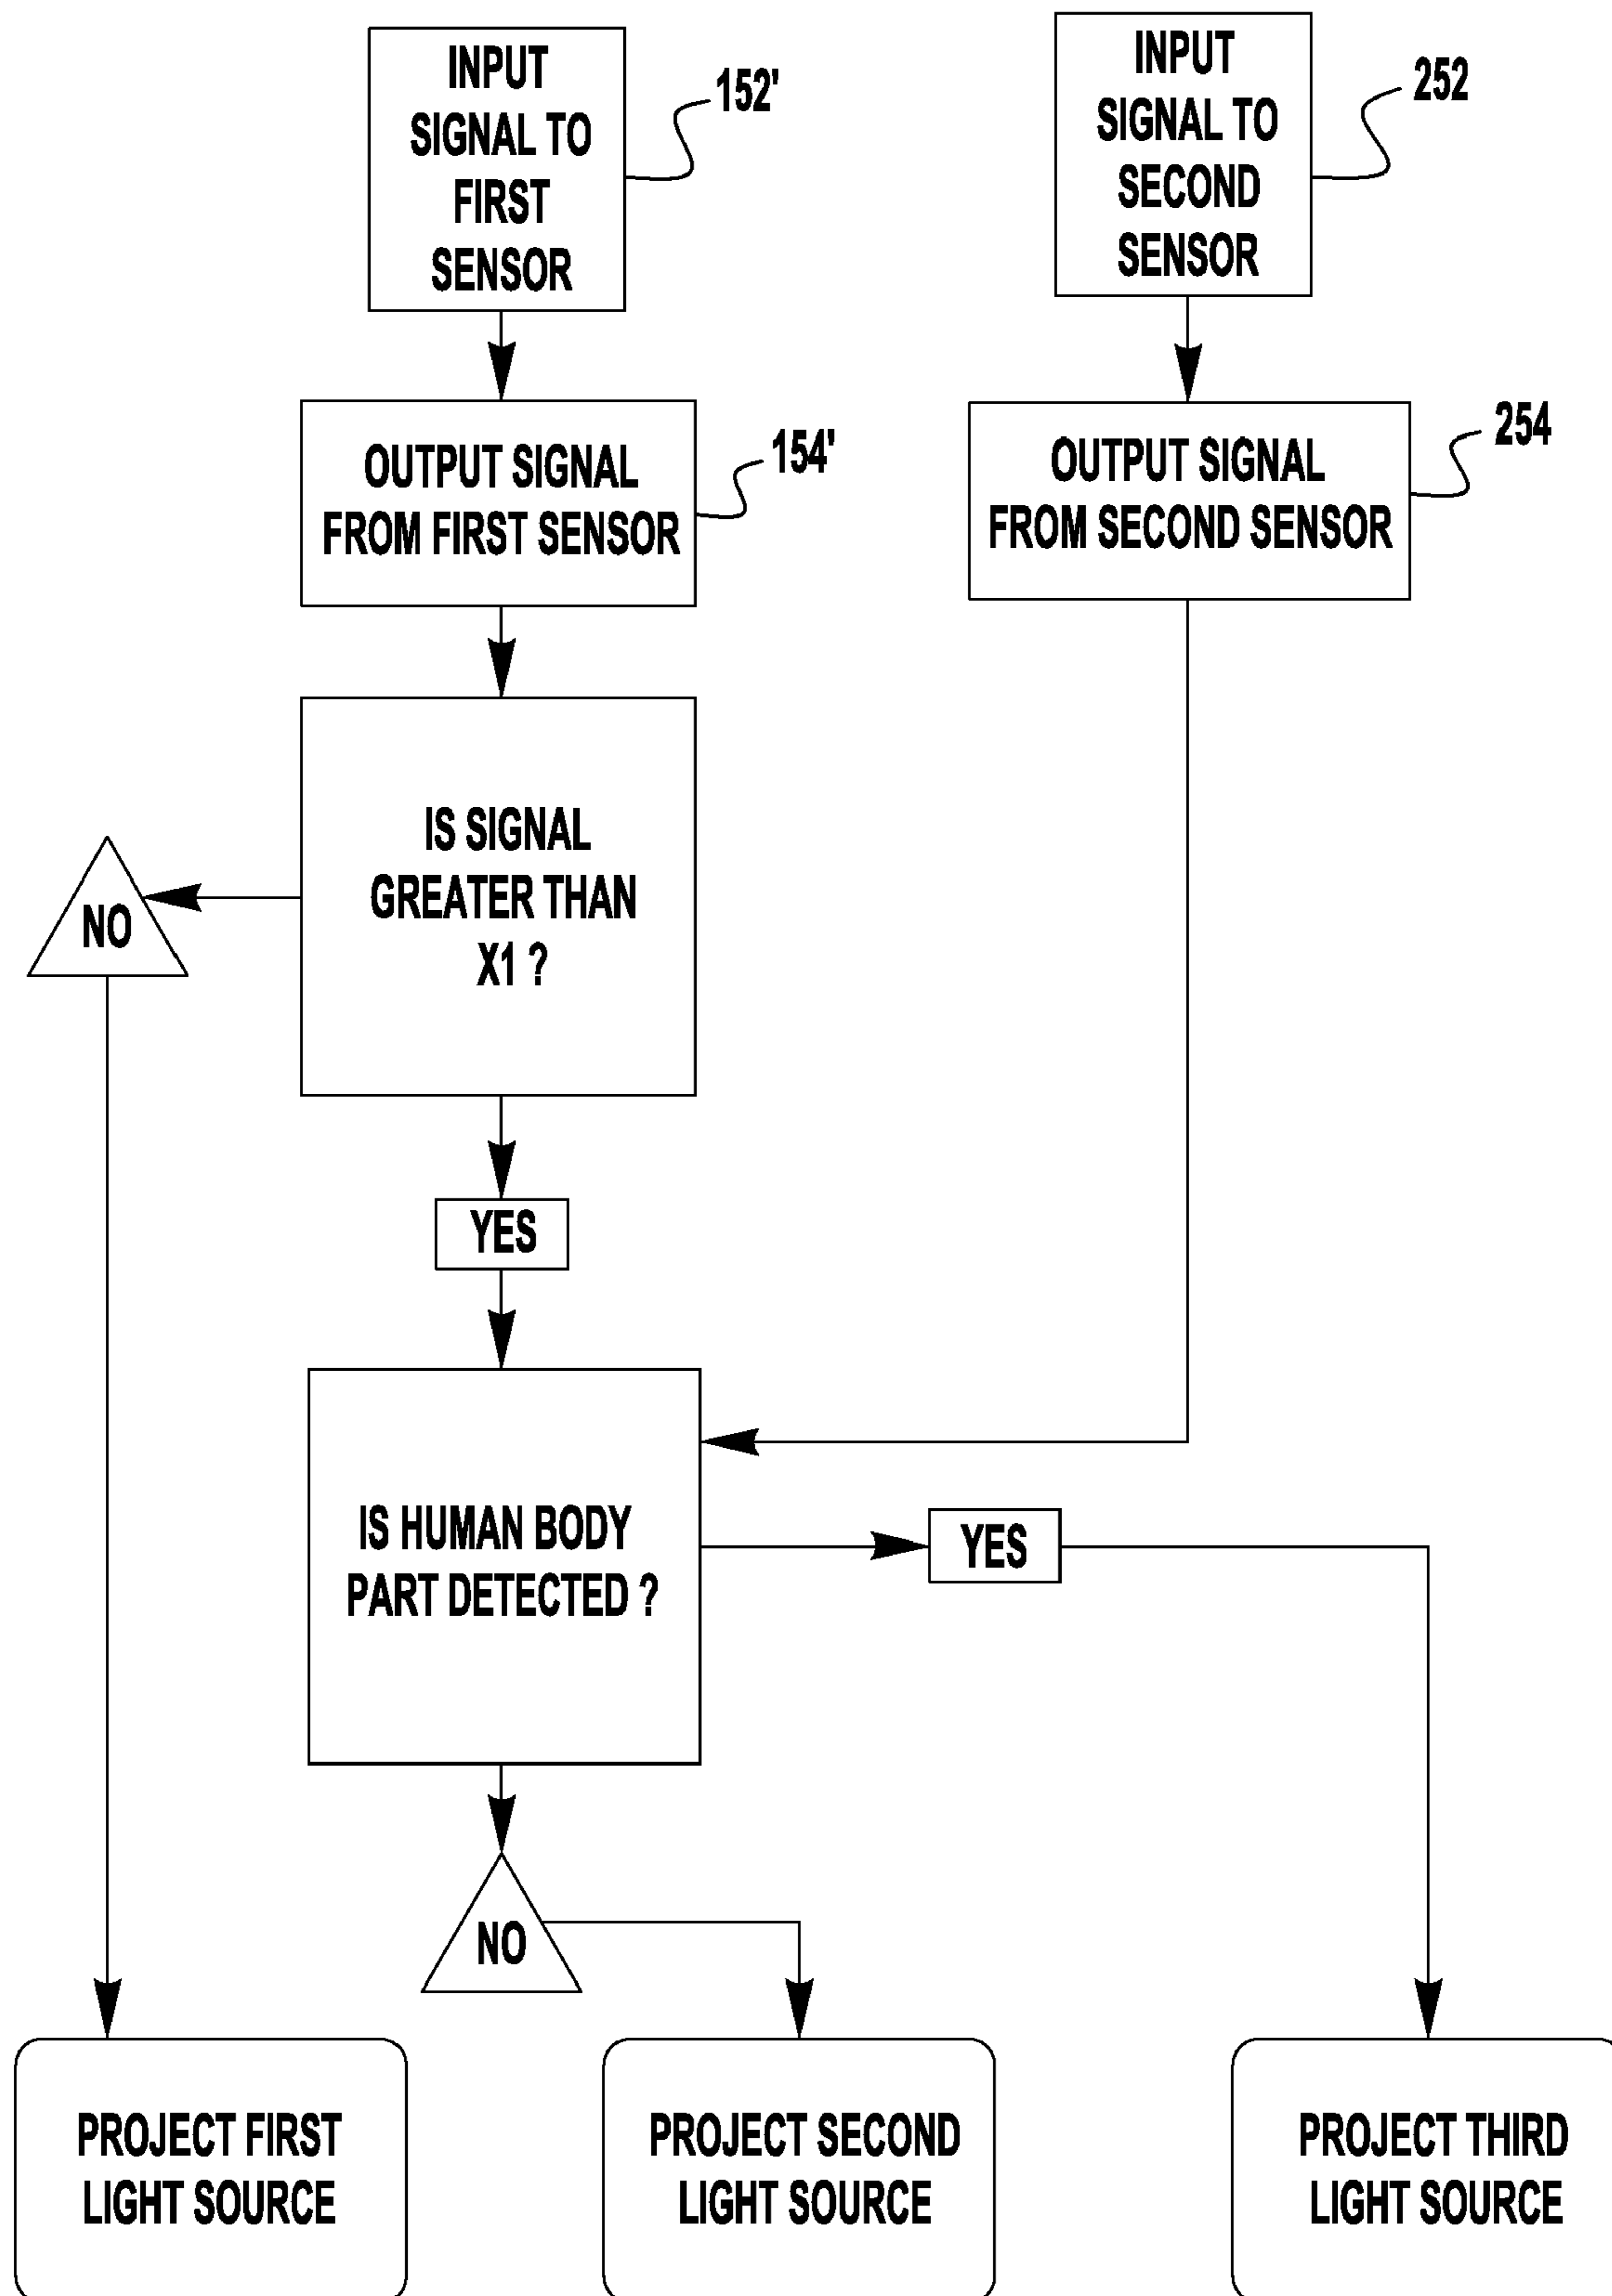 INPUT
SIGNAL TO
FIRST
SENSOR
152'
INPUT
SIGNAL TO
SECOND
SENSOR
252
OUTPUT SIGNAL
FROM FIRST SENSOR
154'
OUTPUT SIGNAL
FROM SECOND SENSOR
254
IS SIGNAL
GREATER THAN
X1 ?
NO
YES
IS HUMAN BODY
PART DETECTED ?
YES
NO
PROJECT FIRST
LIGHT SOURCE
PROJECT SECOND
LIGHT SOURCE
PROJECT THIRD
LIGHT SOURCE